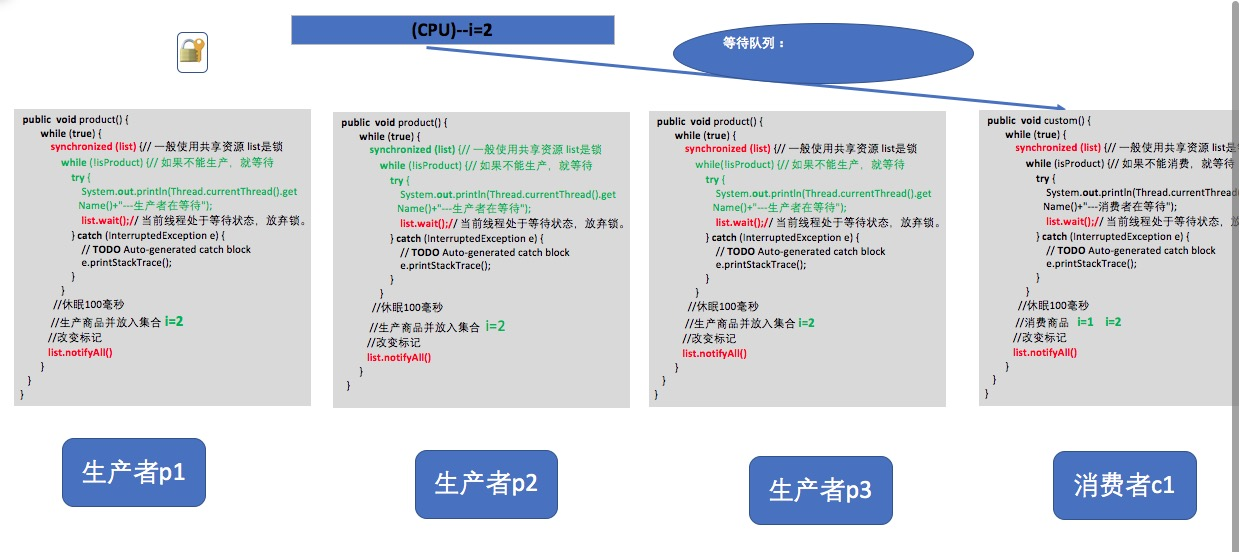 (CPU)--i=2
等待队列：
public void product() {
while (true) {
synchronized (list) {// 一般使用共享资源 list是锁
while (!isProduct) {// 如果不能生产，就等待
try {
System.out.println(Thread.currentThread().get
Name()+"---生产者在等待");
list.wait();// 当前线程处于等待状态，放弃锁。
} catch (InterruptedException e) {
// TODO Auto-generated catch block
e.printStackTrace();
}
}
//休眠100毫秒
//生产商品并放入集合 i=2
//改变标记
list.notifyAll()
}
}
}
生产者p1
public void product() {
while (true) {
synchronized (list) {// 一般使用共享资源 list是锁
while (!isProduct) {// 如果不能生产，就等待
try {
System.out.println(Thread.currentThread().get
Name()+"---生产者在等待");
list.wait();// 当前线程处于等待状态，放弃锁。
} catch (InterruptedException e) {
// TODO Auto-generated catch block
e.printStackTrace();
}
}
//休眠100毫秒
//生产商品并放入集合 i=2
//改变标记
list.notifyAll()
}
}
生产者p2
public void product() {
while (true) {
synchronized (list) {// 一般使用共享资源 list是锁
while(!isProduct) {// 如果不能生产，就等待
try {
System.out.println(Thread.currentThread().get
Name()+"---生产者在等待");
list.wait();// 当前线程处于等待状态，放弃锁。
} catch (InterruptedException e) {
// TODO Auto-generated catch block
e.printStackTrace();
}
}
//休眠100毫秒
//生产商品并放入集合 i=2
//改变标记
list.notifyAll()
}
}
}
生产者p3
public void custom() {
while (true) {
synchronized (list) {// 一般使用共享资源 list是锁
while (isProduct) {// 如果不能消费，就等待
try {
System.out.println(Thread.currentThread
Name()+"---消费者在等待");
list.wait();// 当前线程处于等待状态，放
} catch (InterruptedException e) {
// TODO Auto-generated catch block
e.printStackTrace();
}
}
//休眠100毫秒
//消费商品 i=1 i=2
//改变标记
list.notifyAll()
}
}
}
消费者c1